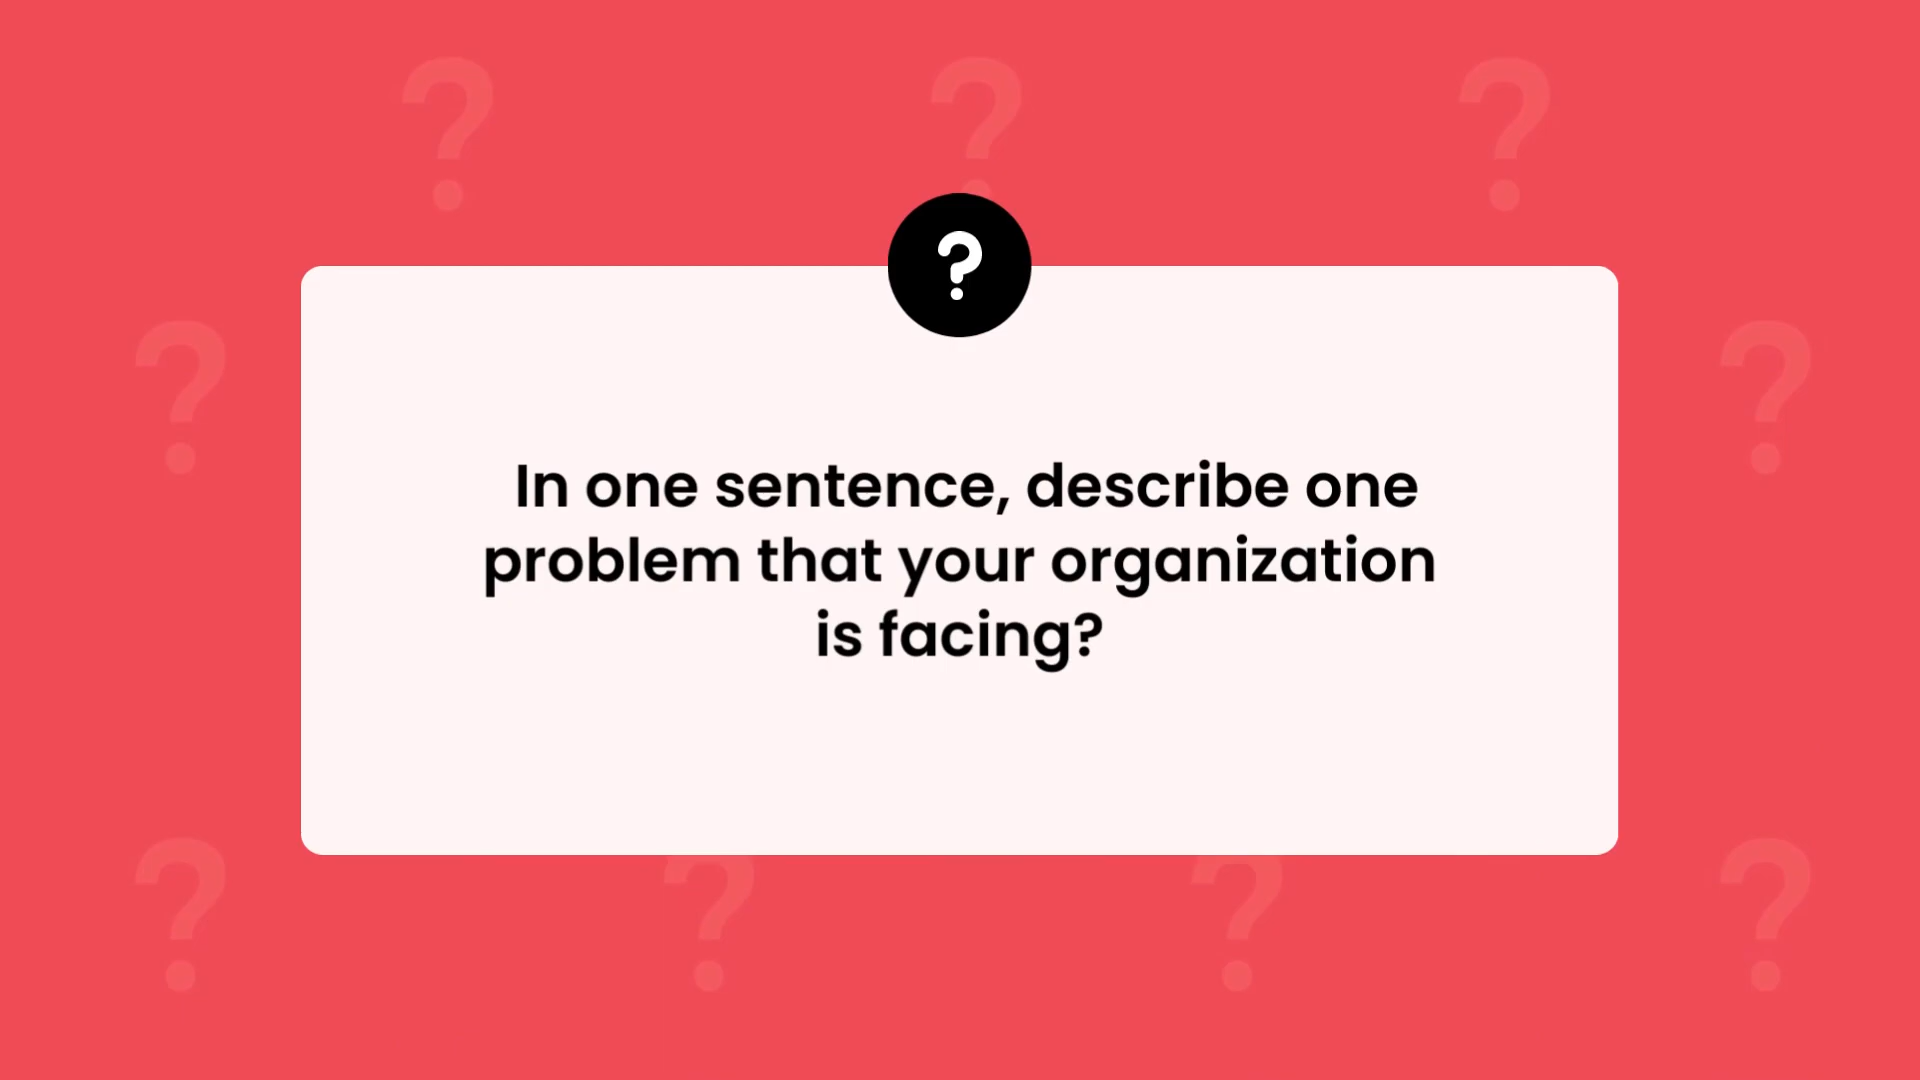 ?
In one sentence, describe one
problem that your organization
is facing?